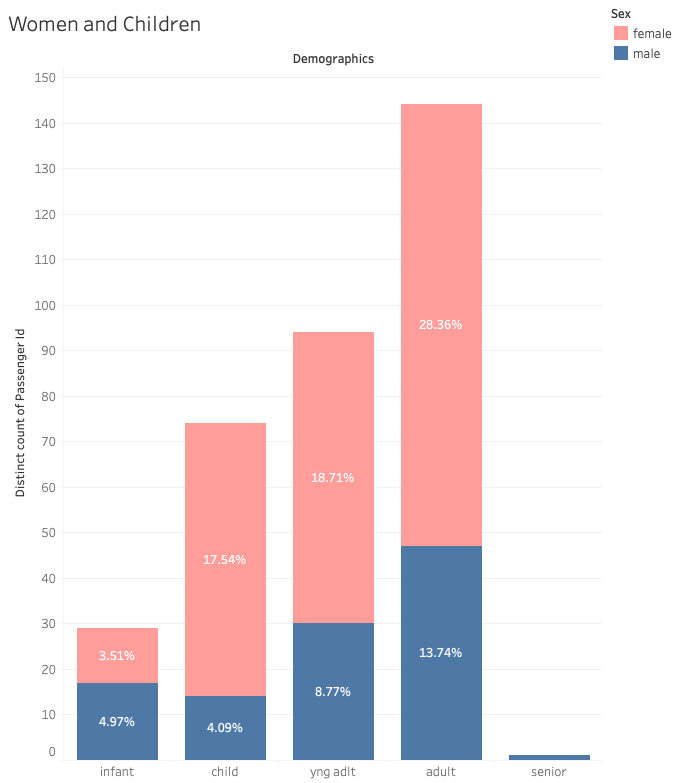 Women and Children
Sex
female
male
Demographics
150
140
130
120
110
100
90
80
70
60
50
40
30
20
10
0
Distinct count of Passenger Id
28.36%
18.71%
17.54%
3.51%
13.74%
8.77%
4.97%
4.09%
infant
child
yng adlt
adult
senior